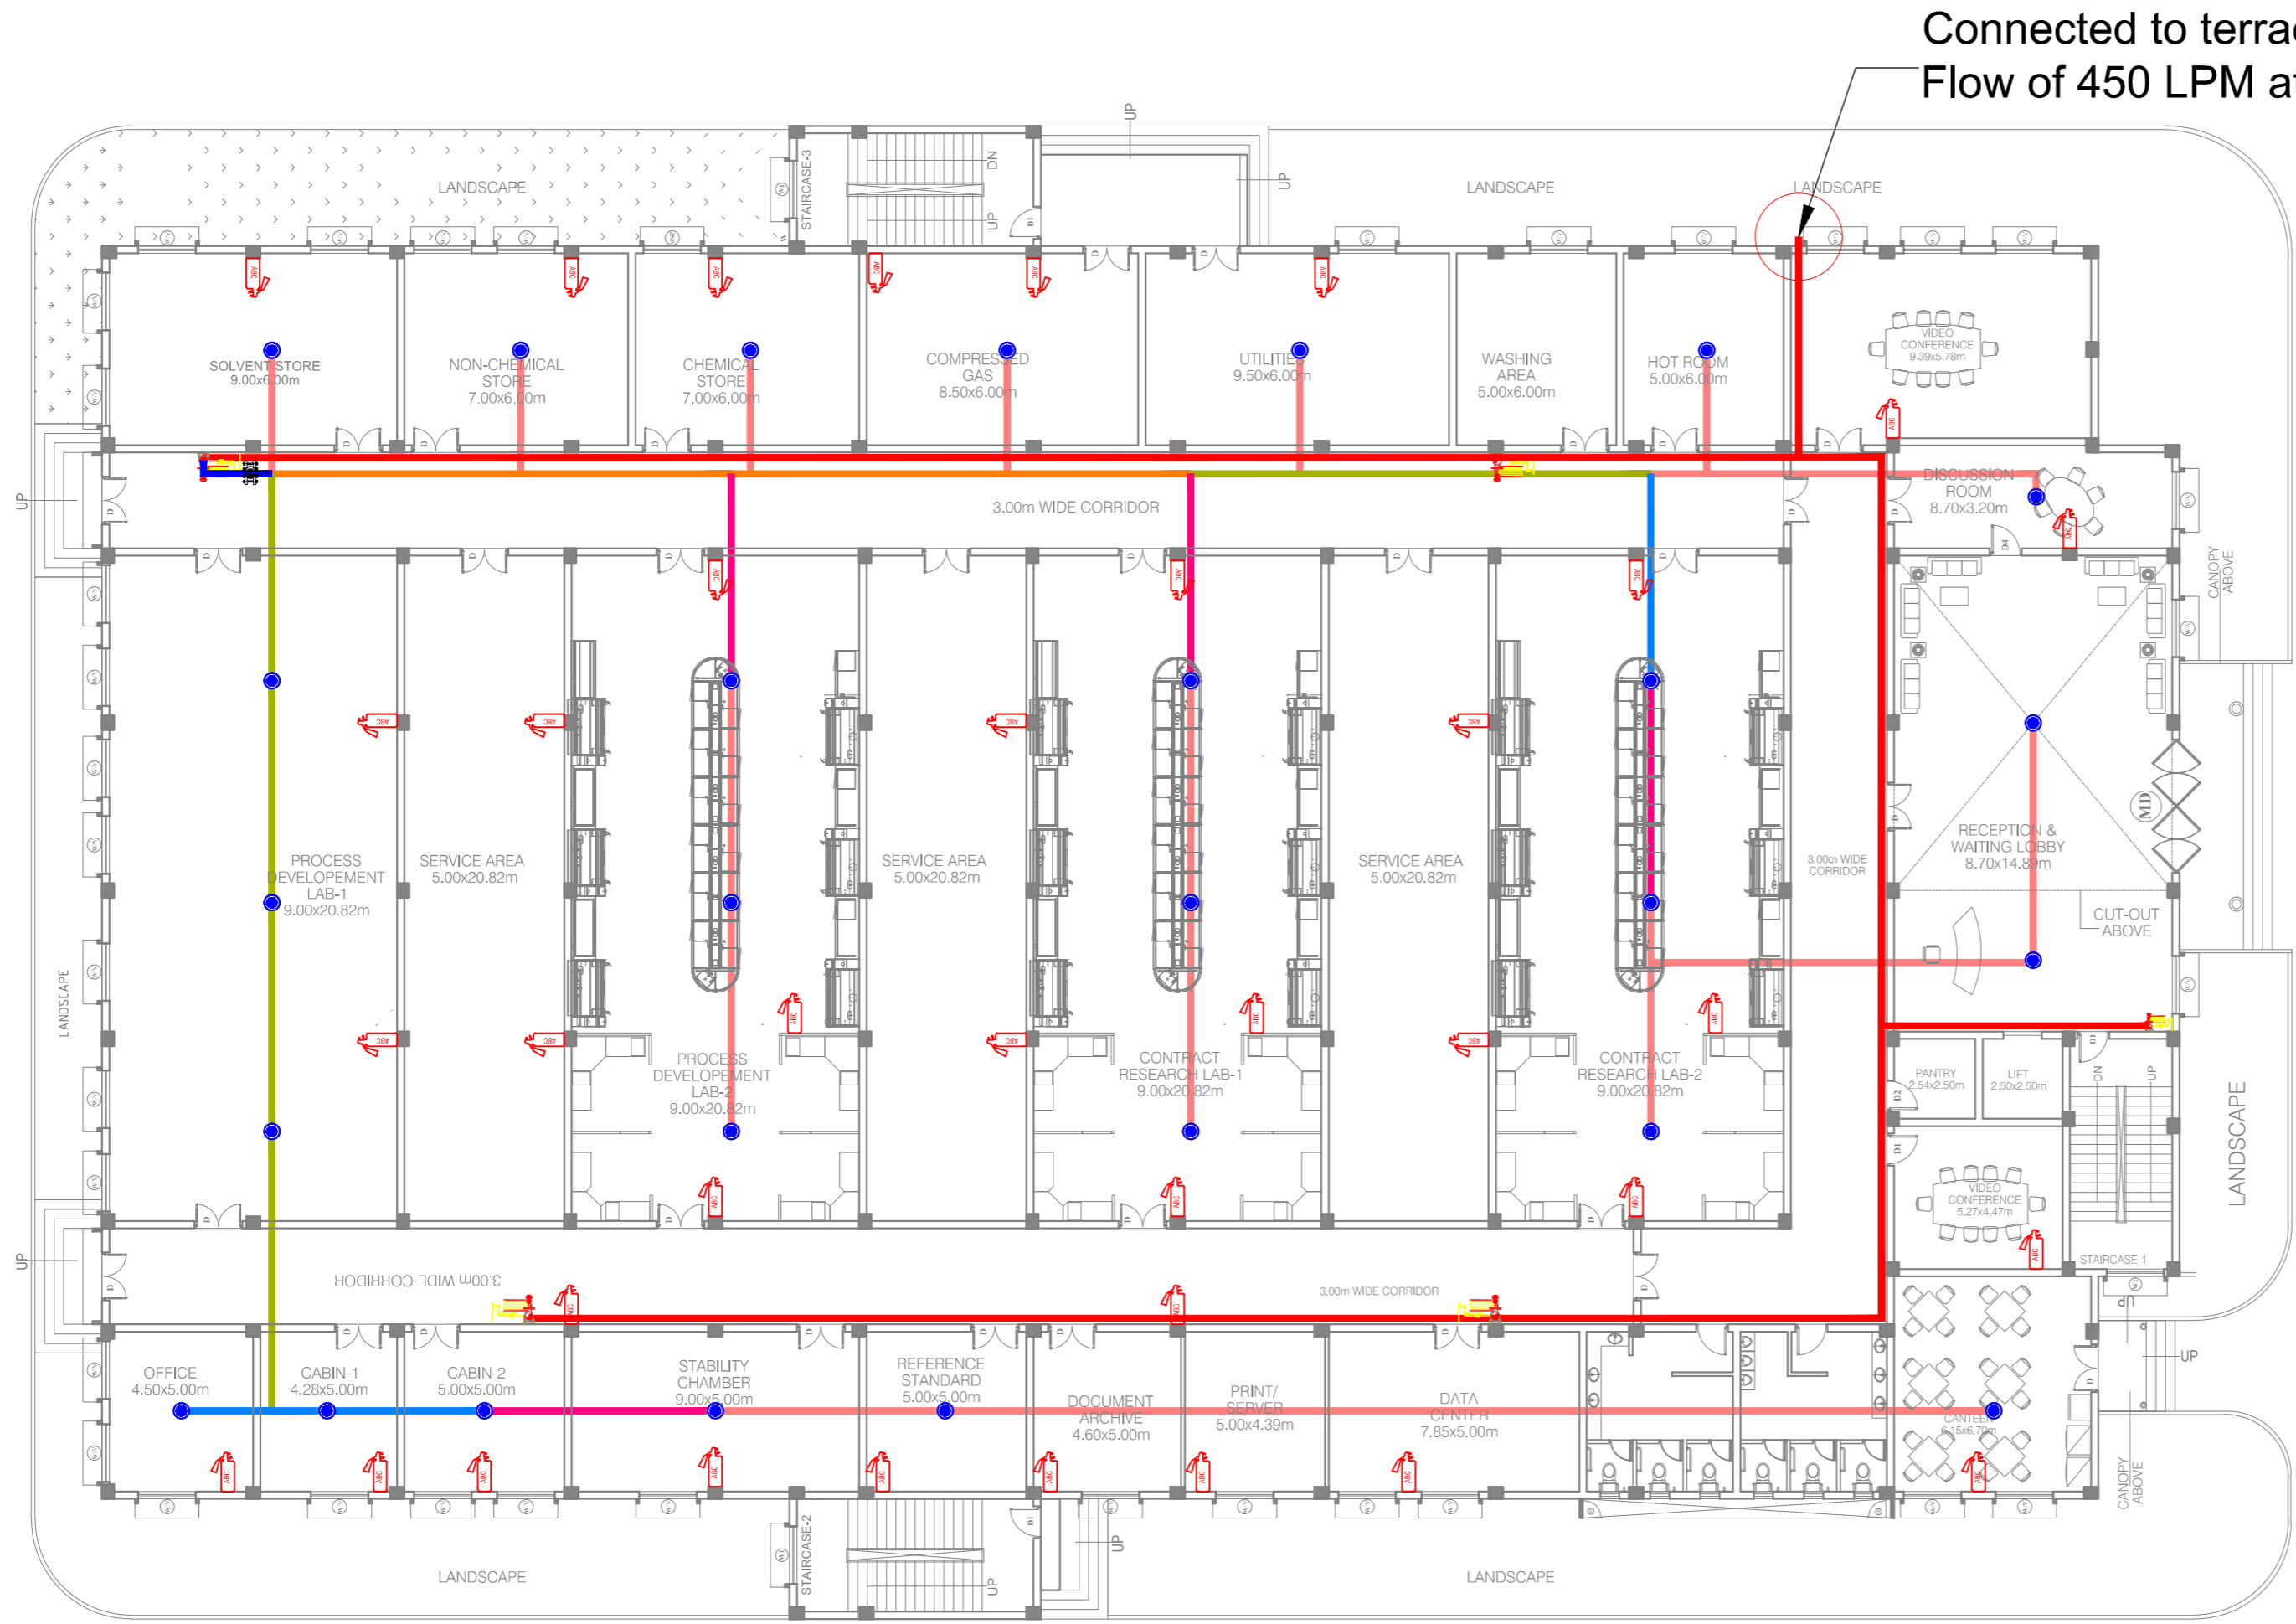 Connected to terrac
Flow of 450 LPM at
UP
LANDSCAPE
STAIRCASE-3
DN
UP
UP
LANDSCAPE
LANDSCAPE
SOLVENT STORE
9.00x6.00m
NON-CHEMICAL
STORE
7.00x6.00m
CHEMICAL
STORE
7.00x6.00m
COMPRESSED
GAS
8.50x6.00m
UTILITIES
9.50x6.00m
WASHING
AREA
5.00x6.00m
HOT ROOM
5.00x6.00m
VIDEO
CONFERENCE
9.39x5.78m
UP
3.00m WIDE CORRIDOR
DISCUSSION
ROOM
8.70x3.20m
CANOPY
ABOVE
PROCESS
DEVELOPEMENT
LAB-1
9.00x20.82m
SERVICE AREA
5.00x20.82m
SERVICE AREA
5.00x20.82m
SERVICE AREA
5.00x20.82m
3.00m WIDE
CORRIDOR
RECEPTION &
WAITING LOBBY
8.70x14.89m
MD
CUT-OUT
ABOVE
LANDSCAPE
PROCESS
DEVELOPEMENT
LAB-2
9.00x20.82m
CONTRACT
RESEARCH LAB-1
9.00x20.82m
CONTRACT
RESEARCH LAB-2
9.00x20.82m
PANTRY
2.54x2.50m
LIFT
2.50x2.50m
DN
UP
LANDSCAPE
VIDEO
CONFERENCE
5.27x4.47m
STAIRCASE-1
UP
3.00m WIDE CORRIDOR
3.00m WIDE CORRIDOR
UP
UP
OFFICE
4.50x5.00m
CABIN-1
4.28x5.00m
CABIN-2
5.00x5.00m
STABILITY
CHAMBER
9.00x5.00m
REFERENCE
STANDARD
5.00x5.00m
DOCUMENT
ARCHIVE
4.60x5.00m
PRINT/
SERVER
5.00x4.39m
DATA
CENTER
7.85x5.00m
CANTEEN
6.15x6.70m
CANOPY
ABOVE
STAIRCASE-2
UP
UP
LANDSCAPE
LANDSCAPE